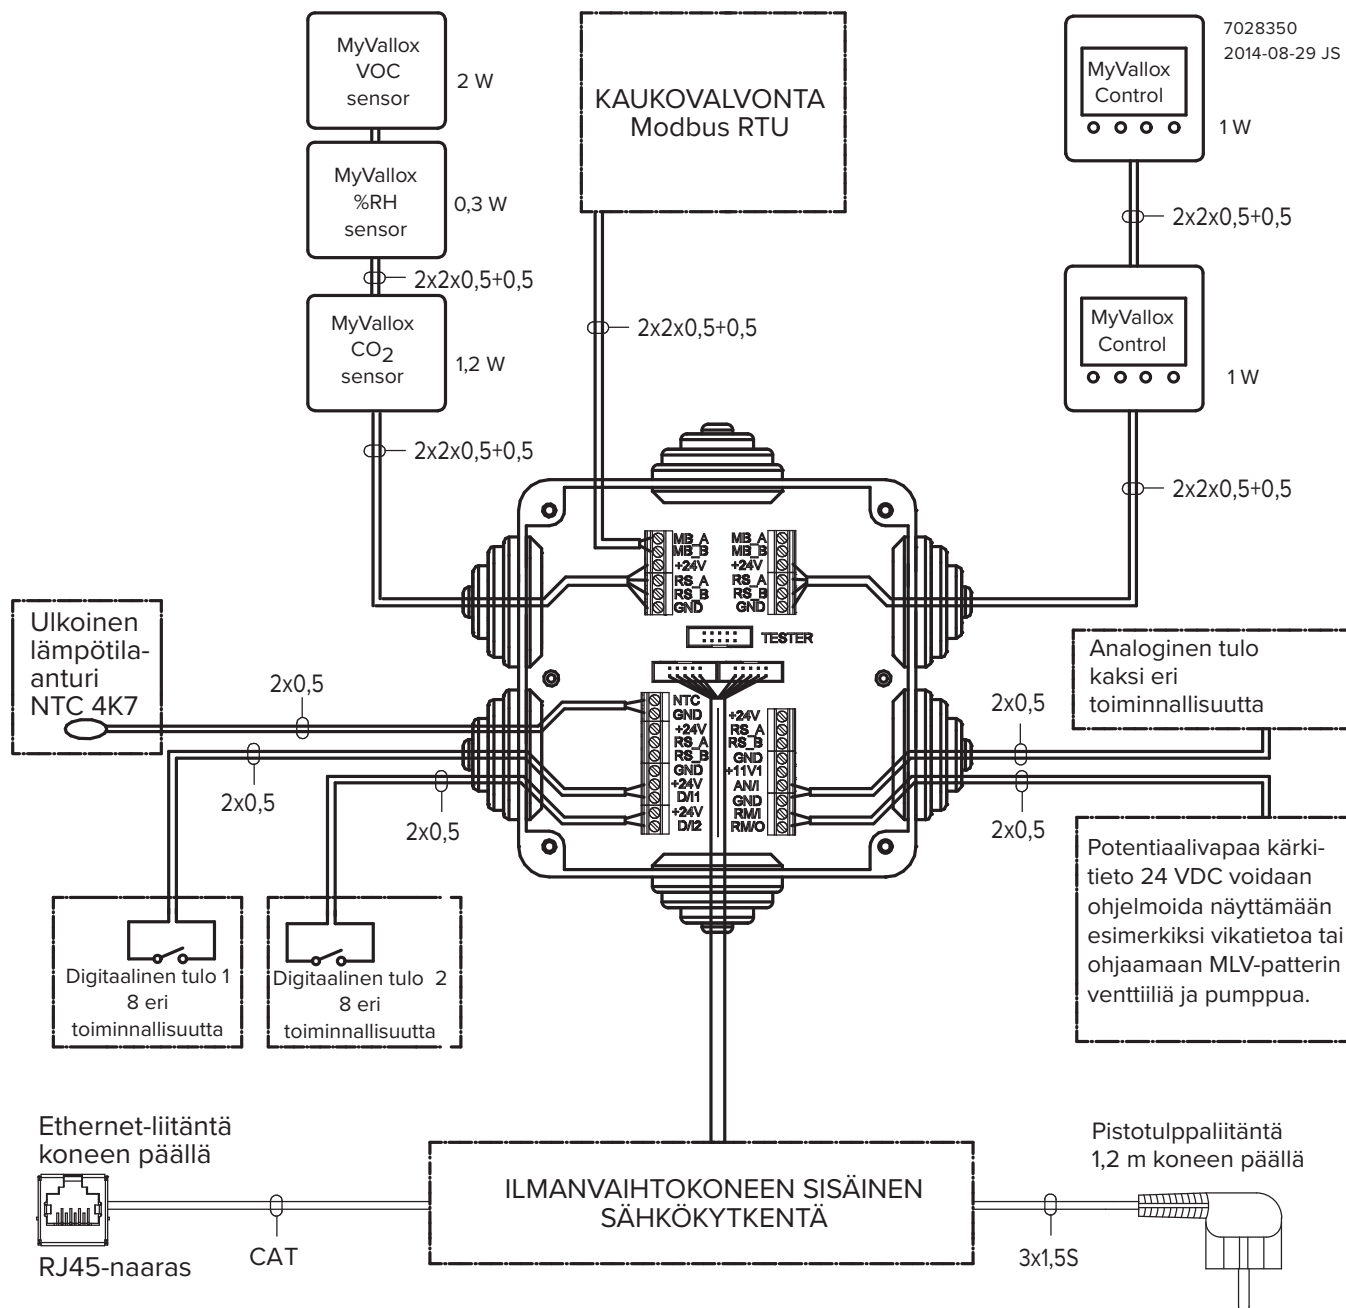 MyVallox
VOC
sensor
2 W
MyVallox
%RH
sensor
0,3 W
2x2x0,5+0,5
MyVallox
CO2
sensor
1,2 W
2x2x0,5+0,5
KAUKOVALVONTA
Modbus RTU
2x2x0,5+0,5
7028350
2014-08-29 JS
MyVallox
Control
1 W
2x2x0,5+0,5
MyVallox
Control
1 W
2x2x0,5+0,5
MB_A
MB_B
+24V
RS_A
RS_B
GND
MB_A
MB_B
+24V
RS_A
RS_B
GND
TESTER
Ulkoinen
lämpötila-
anturi
NTC 4K7
2x0,5
2x0,5
2x0,5
NTC
GND
+24V
RS_A
RS_B
GND
+24V
D/I1
+24V
D/I2
+24V
RS_A
RS_B
GND
+11V1
AN/I
GND
RM/I
RM/O
Analoginen tulo
kaksi eri
toiminnallisuutta
2x0,5
2x0,5
Potentiaalivapaa kärki-
tieto 24 VDC voidaan
ohjelmoida näyttämään
esimerkiksi vikatietoa tai
ohjaamaan MLV-patterin
venttiiliä ja pumppua.
Digitaalinen tulo 1
8 eri
toiminnallisuutta
Digitaalinen tulo 2
8 eri
toiminnallisuutta
Ethernet-liitäntä
koneen päällä
RJ45-naaras
CAT
ILMANVAIHTOKONEEN SISÄINEN
SÄHKÖKYTKENTÄ
3x1,5S
Pistotulppaliitäntä
1,2 m koneen päällä